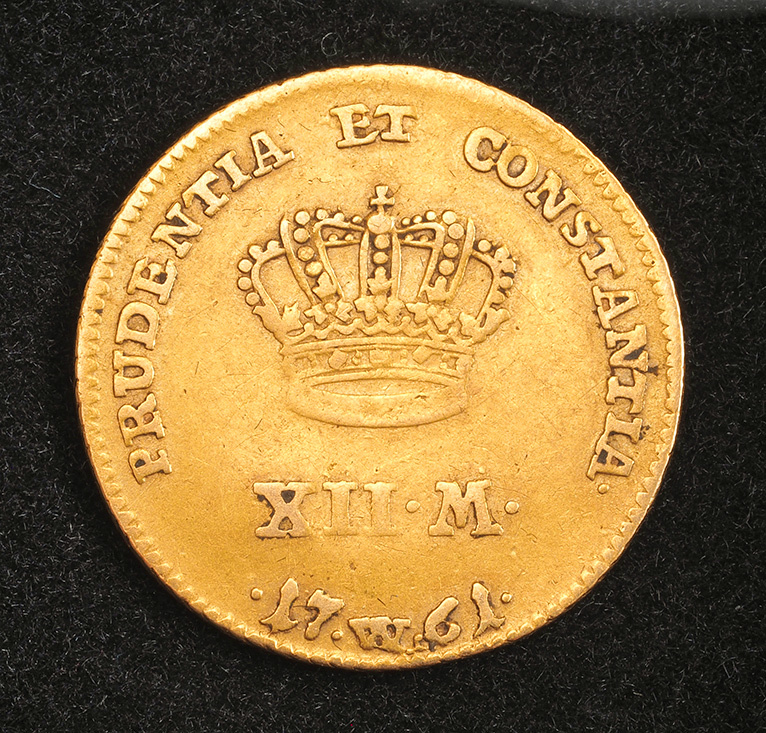 PRUDENTIA ET CONSTANTIA.
XII · M ·
· 17 · W · 61 ·